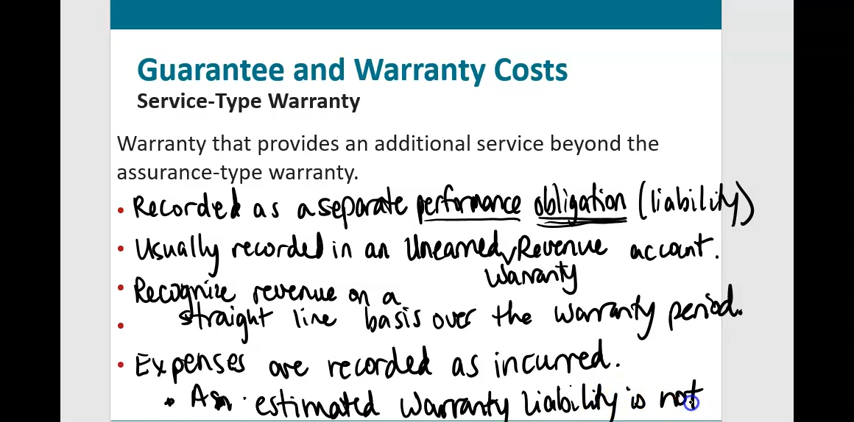 Guarantee and Warranty Costs
Service-Type Warranty
Warranty that provides an additional service beyond the
assurance-type warranty.
• Recorded as a separate performance obligation (liability)
• Usually recorded in an Unearned Revenue account.
Warranty
• Recognize revenue on a
• straight line basis over the warranty period.
• Expenses are recorded as incurred.
• An estimated warranty liability is not